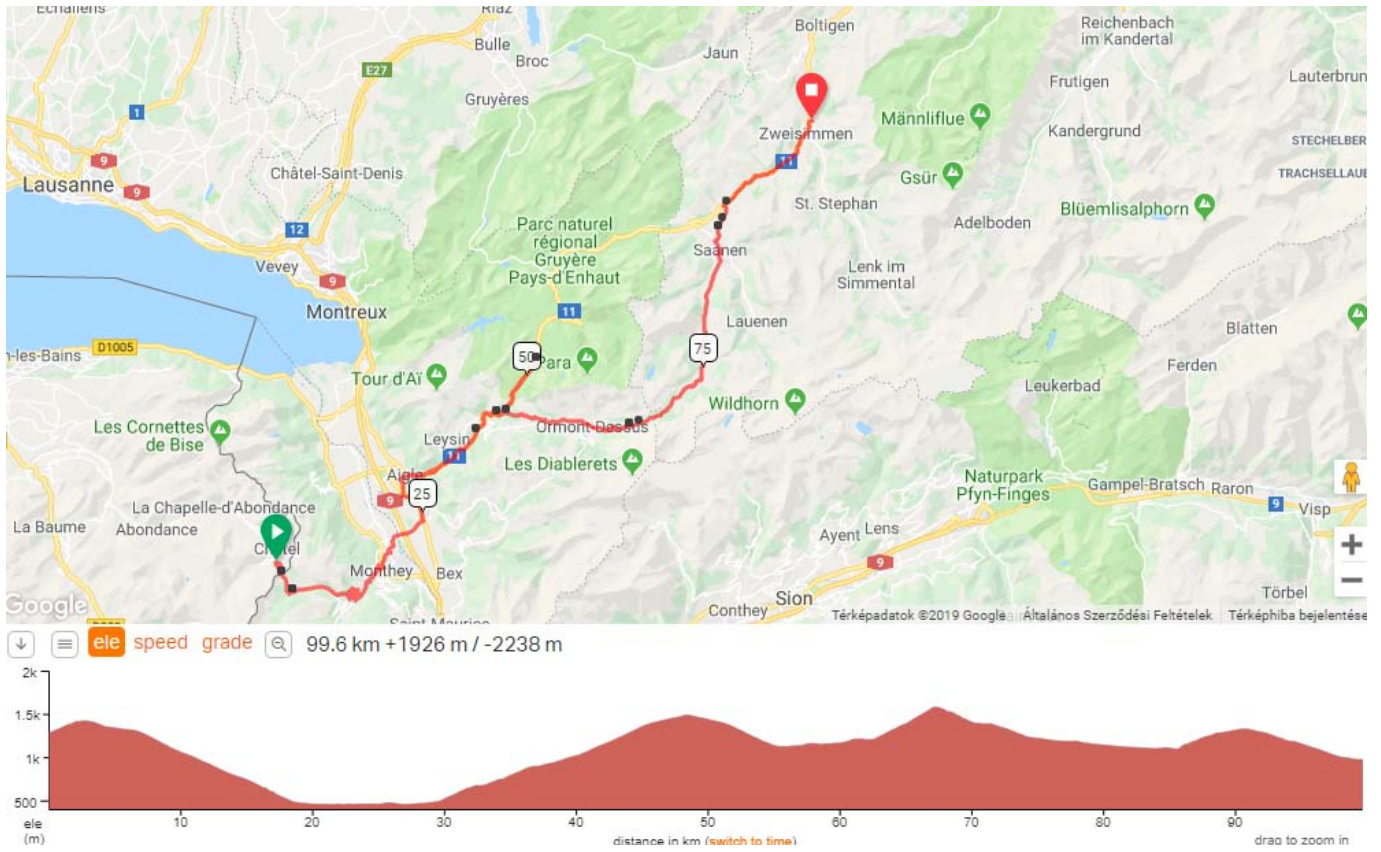 Echallens
Riaz
Boltigen
Reichenbach
im Kandertal
Bulle
Broc
Jaun
E27
Gruyères
Frutigen
Lauterbrun
1
Männliflue
Zweisimmen
Kandergrund
STECHELBER
9
Châtel-Saint-Denis
11
Gsür
TRACHSELLAUE
Lausanne
9
St. Stephan
Blüemlisalphorn
12
Parc naturel
régional
Gruyère
Pays-d'Enhaut
Adelboden
Saanen
Vevey
9
Lenk im
Simmental
Montreux
11
Lauenen
Blatten
n-les-Bains
D1005
50
Para
75
Ferden
Tour d'Aï
Leukerbad
Wildhorn
Les Cornettes
de Bise
Leysin
Ormont-Dessus
11
Les Diablerets
Aigle
9
25
Naturpark
Pfyn-Finges
Gampel-Bratsch
Raron
9
Visp
La Chapelle-d'Abondance
La Baume
Abondance
Ayent
Lens
Châtel
9
Monthey
Bex
Törbel
Sion
Google
Conthey
Saint-Maurice
Térképadatok ©2019 Google
Általános Szerződési Feltételek
Térképhiba bejelentése
ele speed grade 99.6 km +1926 m / -2238 m
2k
1.5k
1k
500
ele
(m)
10 20 30 40 50 60 70 80 90
distance in km (switch to time)
drag to zoom in